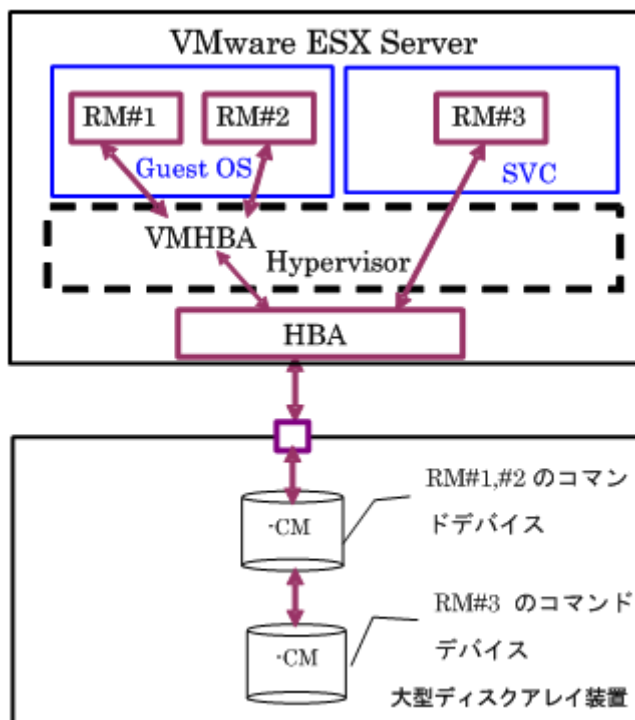 VMware ESX Server
RM#1
RM#2
RM#3
Guest OS
SVC
VMHBA
Hypervisor
HBA
RM#1,#2 のコマン
ドデバイス
-CM
RM#3 のコマンド
デバイス
-CM
大型ディスクアレイ装置